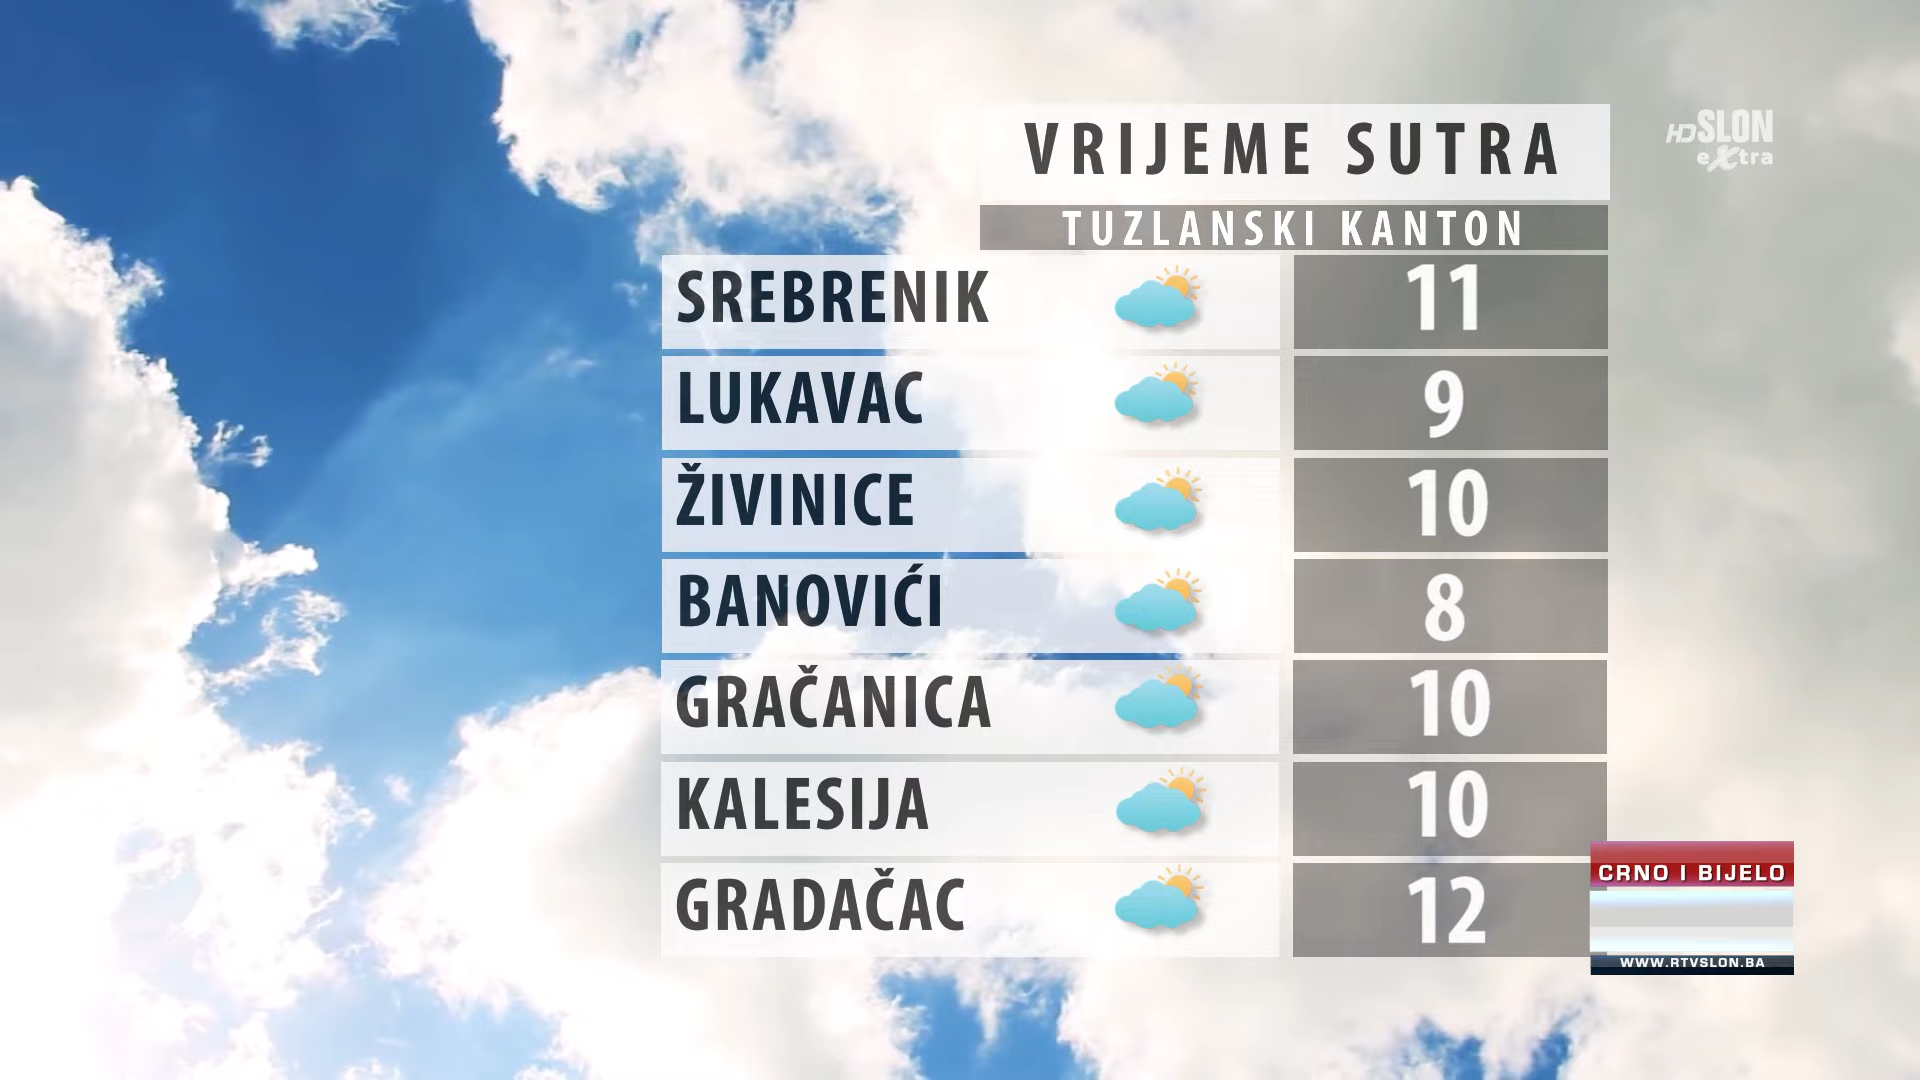 VRIJEME SUTRA
HD SLON
extra
TUZLANSKI KANTON
SREBRENIK 11
LUKAVAC 9
ŽIVINICE 10
BANOVIĆI 8
GRAČANICA 10
KALESIJA 10
GRADAČAC 12
CRNO I BIJELO
WWW.RTVSLON.BA